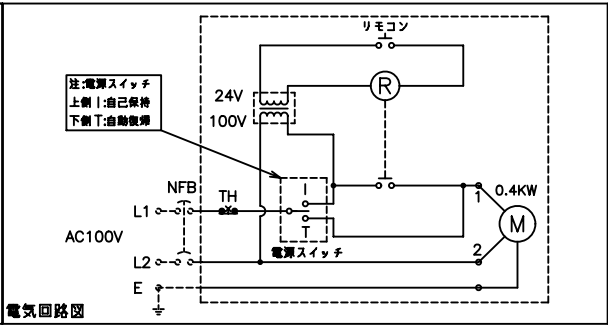 リモコン
注:電源スイッチ
上側I:自己保持
下側T:自動復帰
24V
100V
R
NFB
TH
I
T
電源スイッチ
0.4KW
1
M
2
L1
AC100V
L2
E
電気回路図